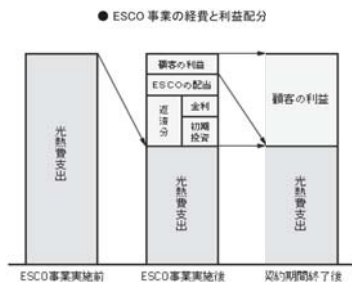 ● ESCO 事業の経費と利益配分
光熱費支出
顧客の利益
ESCOの配当
返済分
金利
初期
投資
光熱費支出
顧客の利益
光熱費支出
ESCO事業実施前
ESCO事業実施後
契約期間終了後